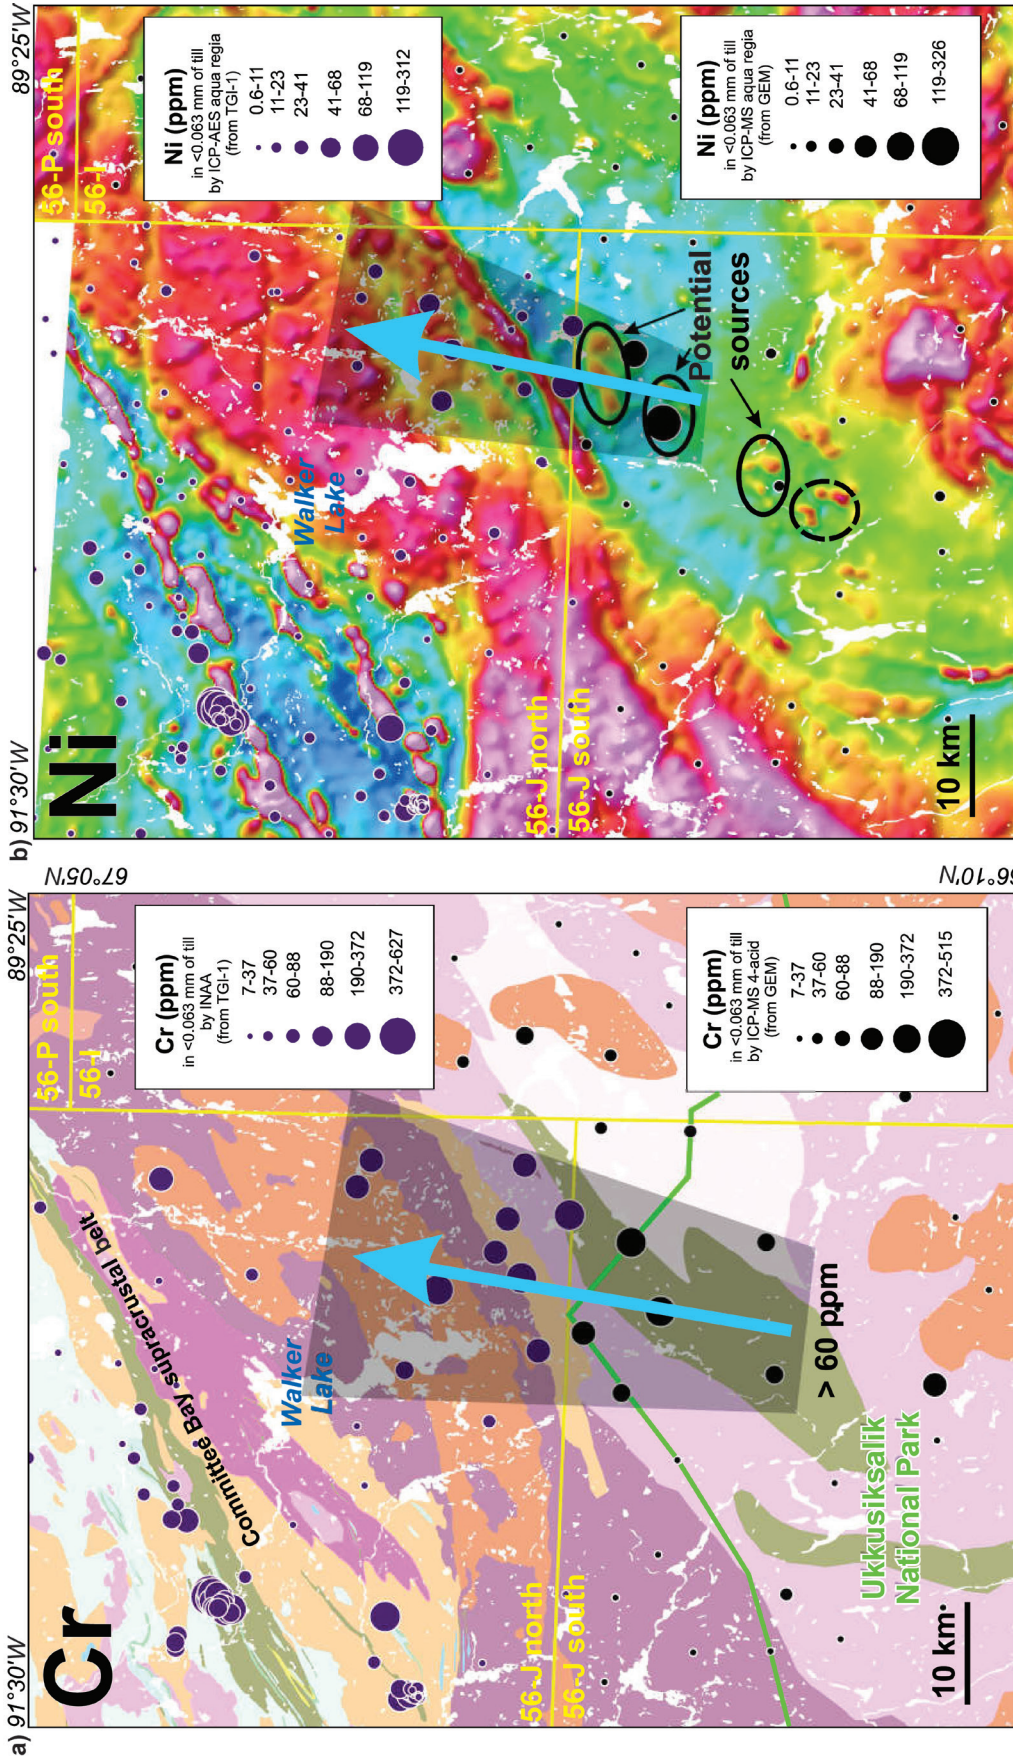 a) 91°30'W
89°25'W
Cr
56-P south
56-I
Cr (ppm)
in <0.063 mm of till
by INAA
(from TGI-1)
7-37
37-60
60-88
88-190
190-372
372-627
Committee Bay supracrustal belt
Walker
Lake
56-J north
56-J south
Cr (ppm)
in <0.063 mm of till
by ICP-MS 4-acid
(from GEM)
7-37
37-60
60-88
88-190
190-372
372-515
> 60 ppm
Ukkusiksalik
National Park
10 km
67°05'N
66°10'N
b) 91°30'W
89°25'W
Ni
56-P south
56-I
Ni (ppm)
in <0.063 mm of till
by ICP-AES aqua regia
(from TGI-1)
0.6-11
11-23
23-41
41-68
68-119
119-312
Walker
Lake
56-J north
56-J south
Potential
sources
Ni (ppm)
in <0.063 mm of till
by ICP-MS aqua regia
(from GEM)
0.6-11
11-23
23-41
41-68
68-119
119-326
10 km